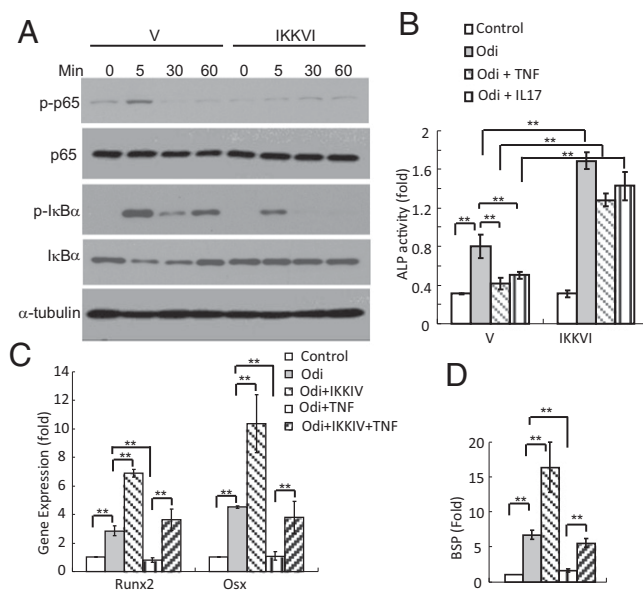 A
V IKKVI
Min 0 5 30 60 0 5 30 60
p-p65
p65
p-IκBα
IκBα
α-tubulin
B
Control
Odi
Odi + TNF
Odi + IL17
ALP activity (fold)
2
1.6
1.2
0.8
0.4
0
** ** ** ** ** **
V IKKVI
C
Control
Odi
Odi+IKKIV
Odi+TNF
Odi+IKKIV+TNF
Gene Expression (fold)
14
12
10
8
6
4
2
0
** ** ** ** ** ** ** **
Runx2 Osx
D
BSP (Fold)
20
15
10
5
0
** ** ** **